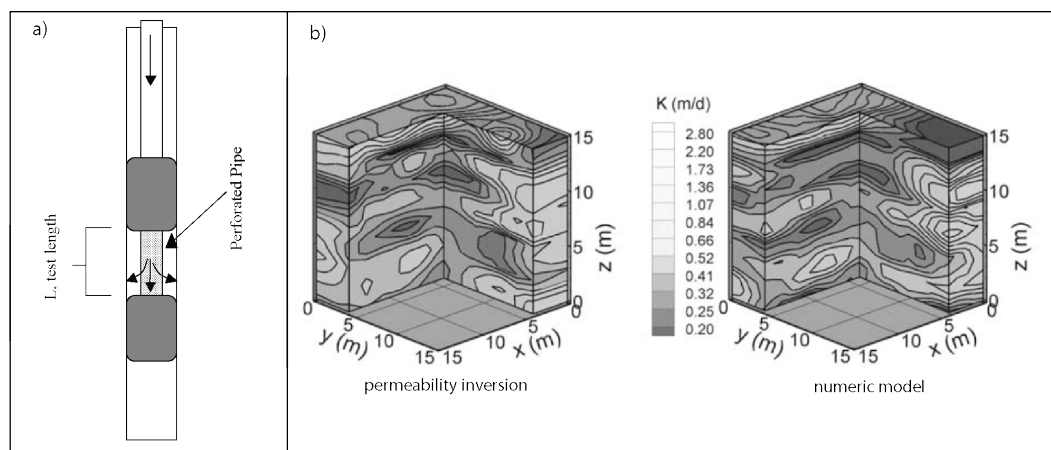 a)
L, test length
Perforated Pipe
b)
K (m/d)
2.80
2.20
1.73
1.36
1.07
0.84
0.66
0.52
0.41
0.32
0.25
0.20
15
10
5
0
z (m)
0
5
10
15
y (m)
15
10
5
0
x (m)
permeability inversion
15
10
5
0
z (m)
0
5
10
15
y (m)
15
10
5
0
x (m)
numeric model